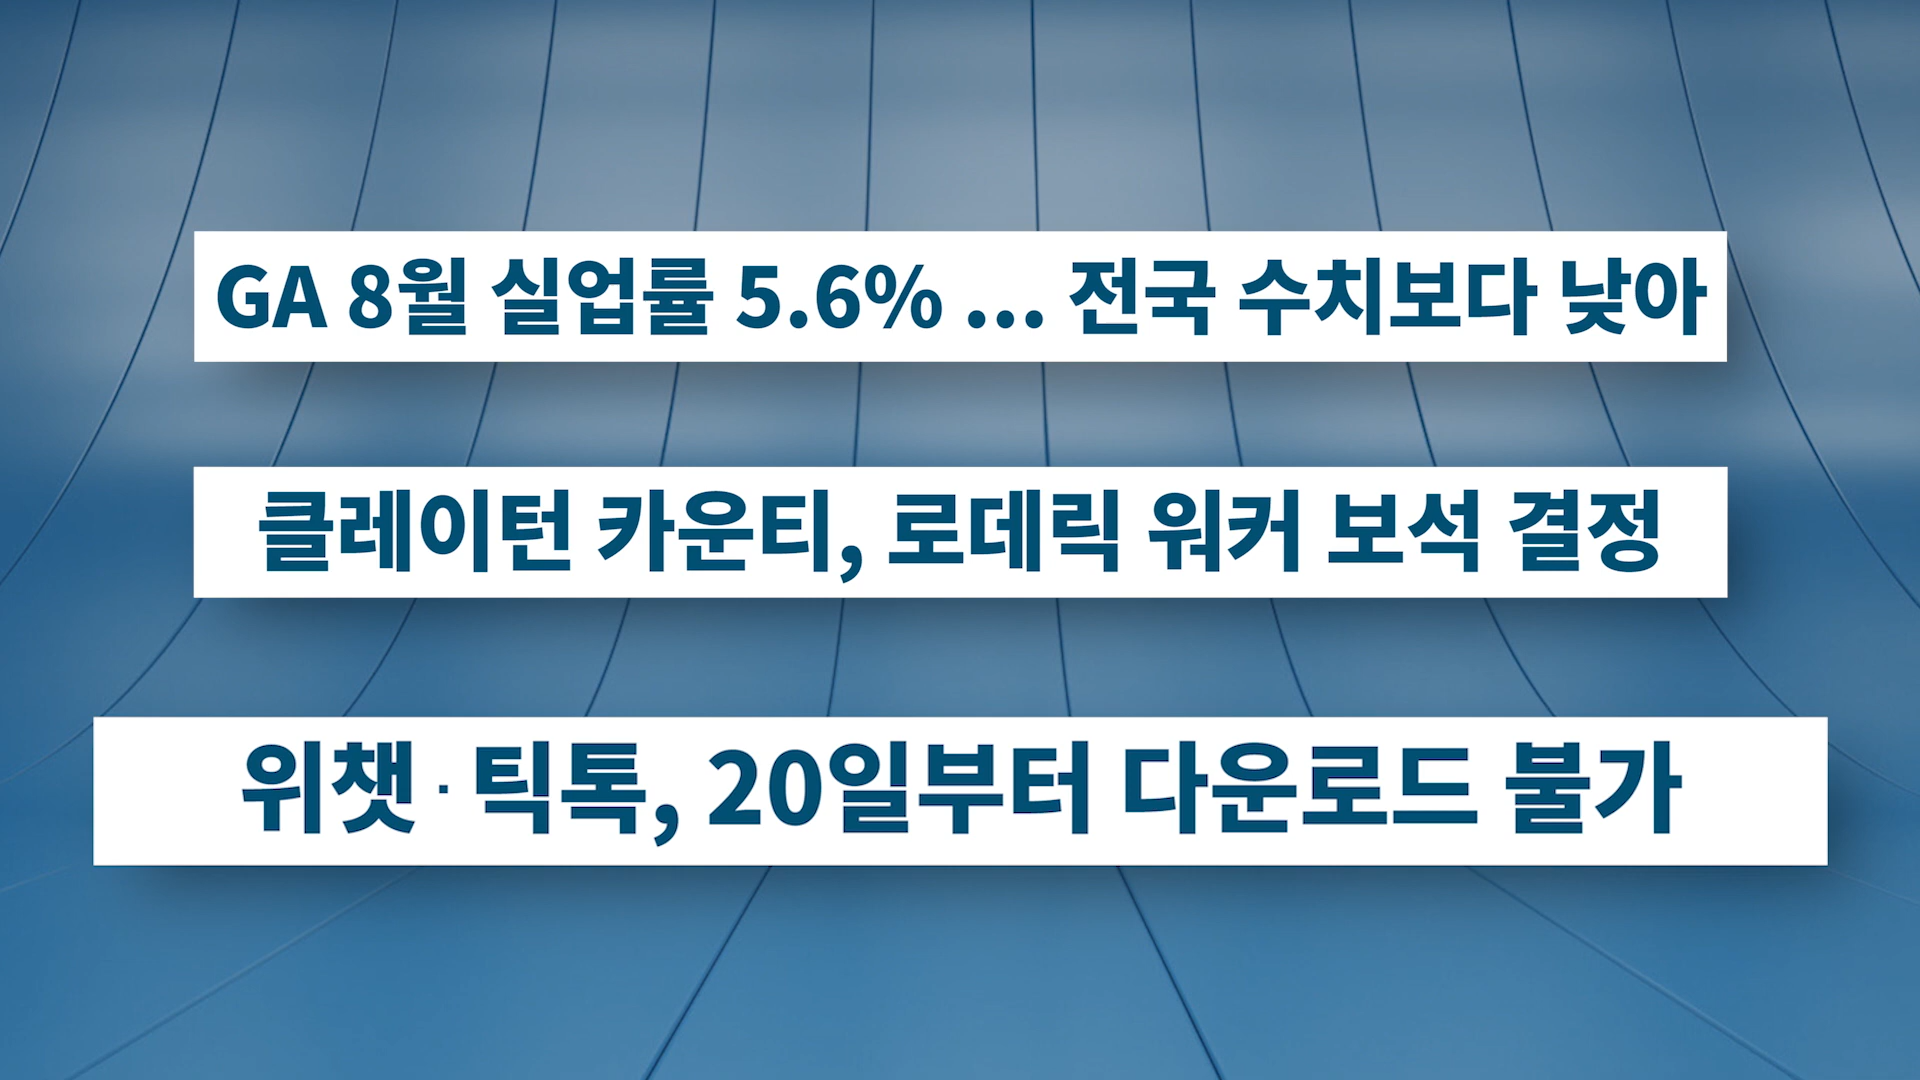 GA 8월 실업률 5.6% ... 전국 수치보다 낮아
클레이턴 카운티, 로데릭 워커 보석 결정
위챗·틱톡, 20일부터 다운로드 불가